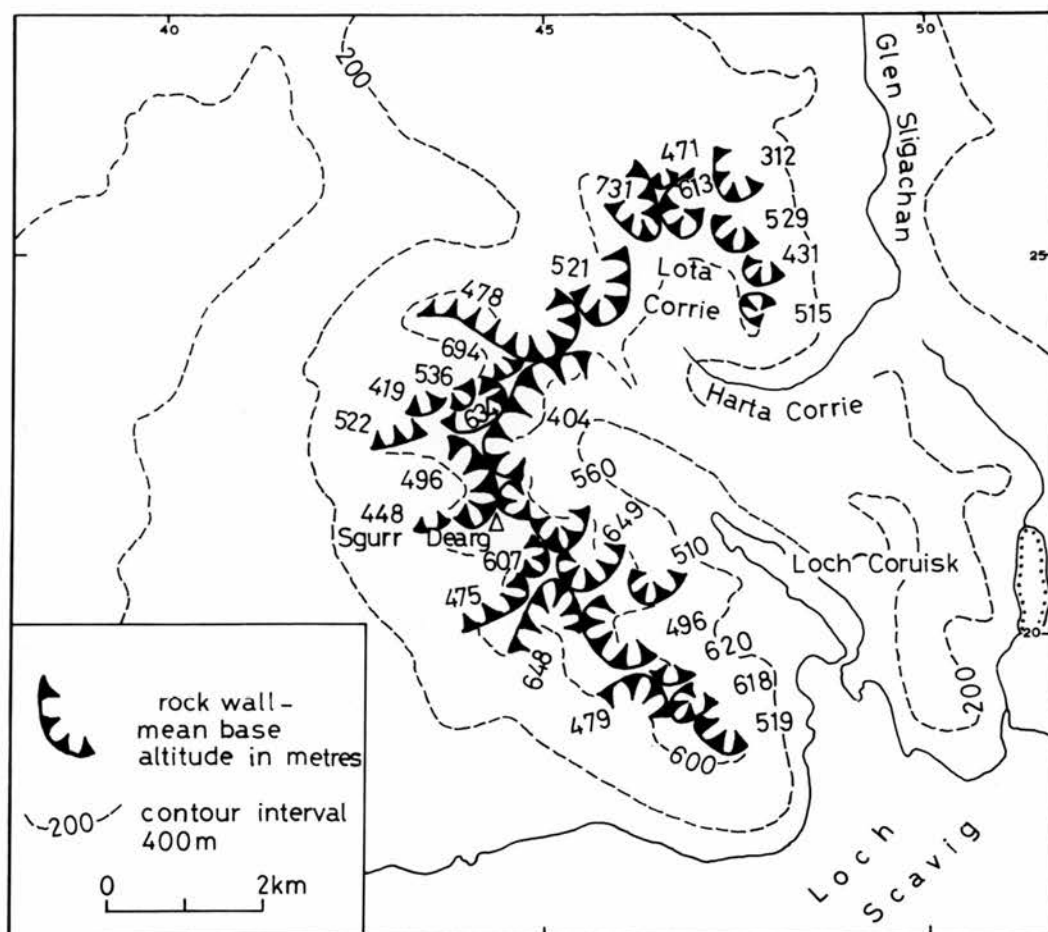 40
45
50
200
Glen Sligachan
471
312
731
613
529
25
431
521
Lota
Corrie
515
478
694
536
419
634
522
Harta Corrie
404
496
560
448
649
Sgurr Dearg
510
Loch Coruisk
607
475
20
496
620
648
618
200
479
519
600
rock wall –
mean base
altitude in metres
200
contour interval
400m
0 2km
Loch
Scavig